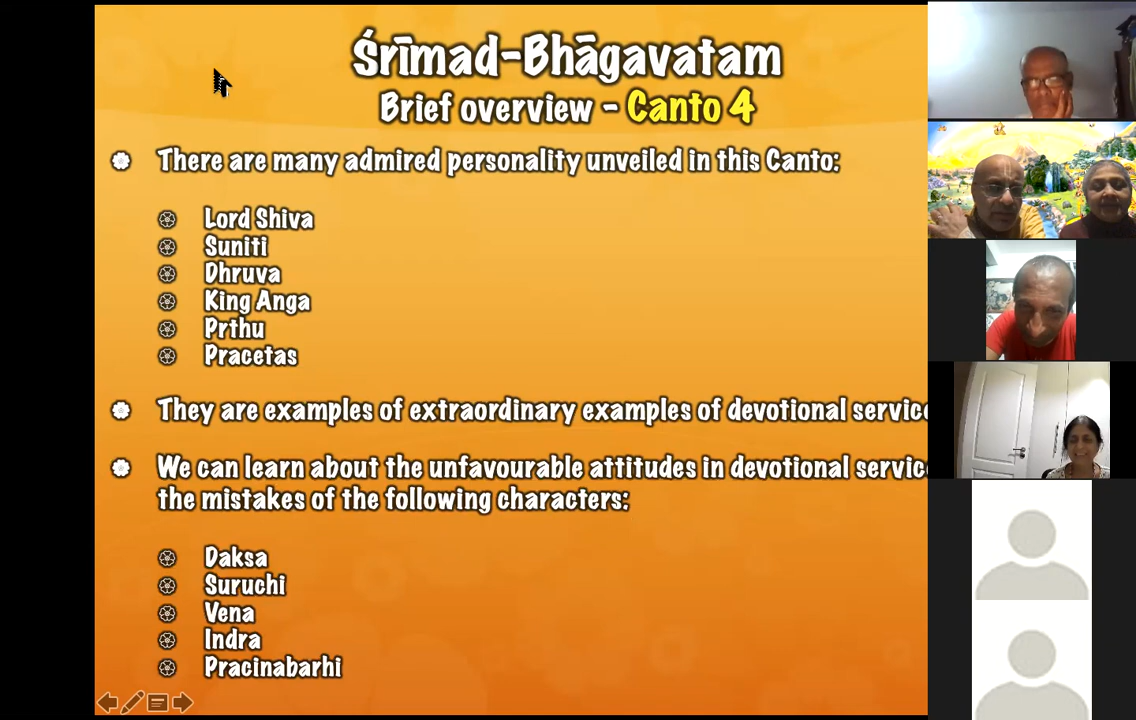 Śrīmad-Bhāgavatam
Brief overview - Canto 4
There are many admired personality unveiled in this Canto:
Lord Shiva
Suniti
Dhruva
King Anga
Prthu
Pracetas
They are examples of extraordinary examples of devotional service
We can learn about the unfavourable attitudes in devotional service
the mistakes of the following characters:
Daksa
Suruchi
Vena
Indra
Pracinabarhi